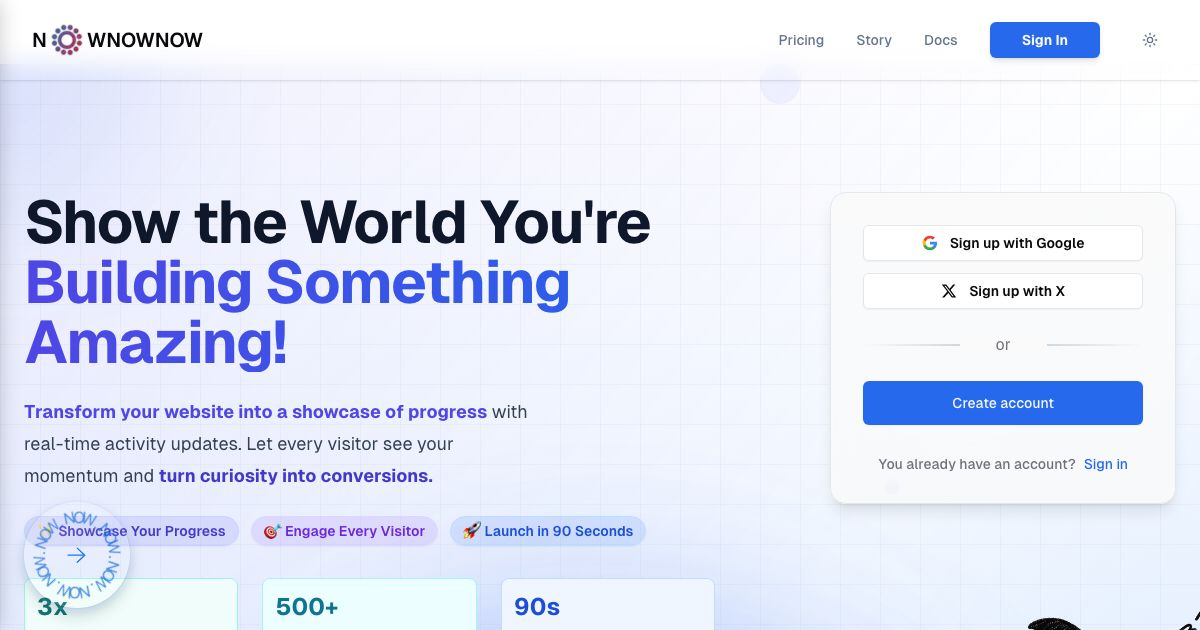 N WNOWNOW
Pricing
Story
Docs
Sign In
Show the World You're
Building Something
Amazing!
Transform your website into a showcase of progress with
real-time activity updates. Let every visitor see your
momentum and turn curiosity into conversions.
Showcase Your Progress
🎯 Engage Every Visitor
🚀 Launch in 90 Seconds
NOW.NOW.NOW.NOW.NOW.
3x
500+
90s
Sign up with Google
Sign up with X
or
Create account
You already have an account? Sign in